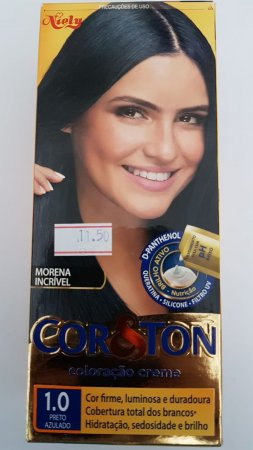 PRECAUÇÕES DE USO
Niely
11.50
MORENA
INCRÍVEL
D-PANTHENOL
BRILHO ATIVO
Nutrição
QUERATINA • SILICONE • FILTRO UV
PH
COR&TON
coloração creme
1.0
PRETO
AZULADO
Cor firme, luminosa e duradoura
Cobertura total dos brancos•
Hidratação, sedosidade e brilho